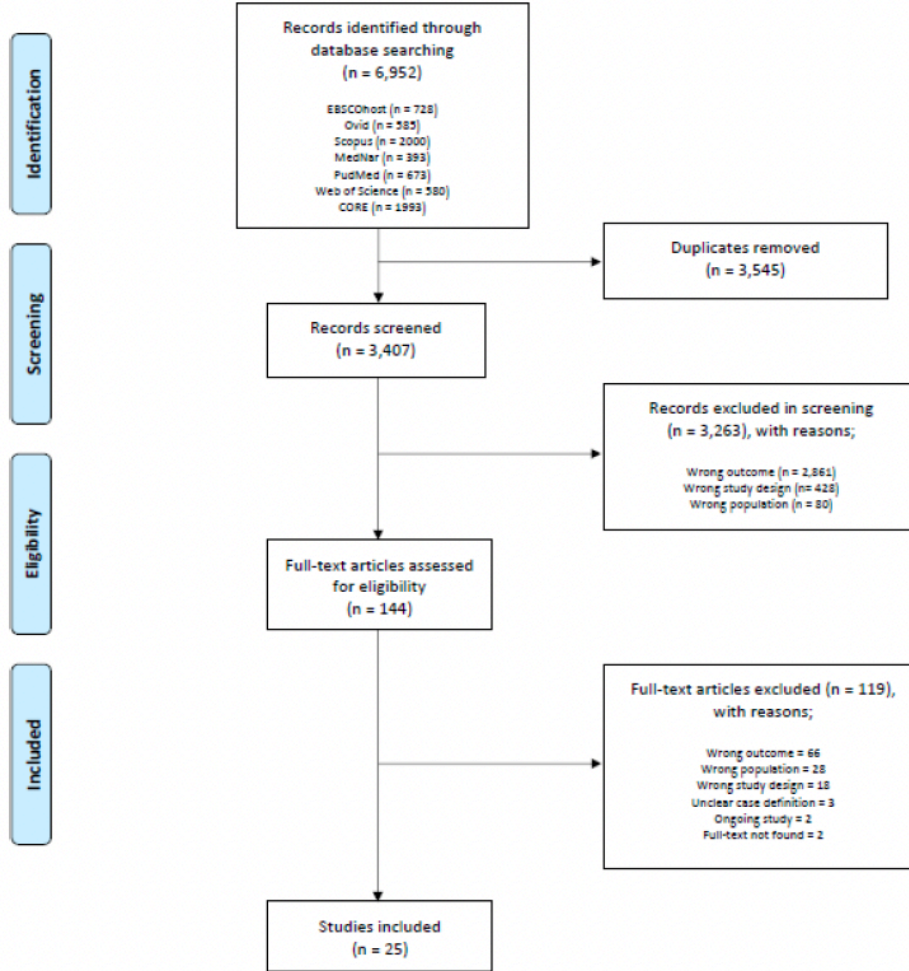 Identification
Records identified through
database searching
(n = 6,952)
EBSCOhost (n = 728)
Ovid (n = 585)
Scopus (n = 2000)
MedNar (n = 393)
PudMed (n = 673)
Web of Science (n = 580)
CORE (n = 1993)
Duplicates removed
(n = 3,545)
Screening
Records screened
(n = 3,407)
Records excluded in screening
(n = 3,263), with reasons;
Wrong outcome (n = 2,861)
Wrong study design (n= 428)
Wrong population (n = 80)
Eligibility
Full-text articles assessed
for eligibility
(n = 144)
Included
Full-text articles excluded (n = 119),
with reasons;
Wrong outcome = 66
Wrong population = 28
Wrong study design = 18
Unclear case definition = 3
Ongoing study = 2
Full-text not found = 2
Studies included
(n = 25)